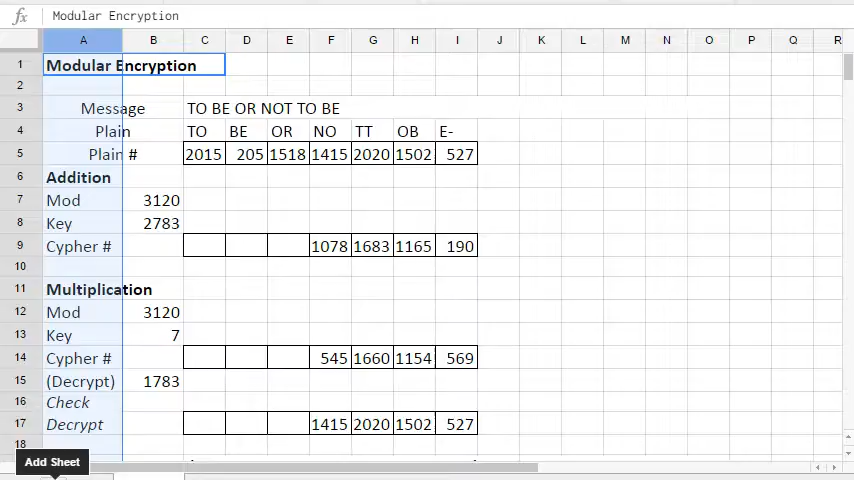 fx Modular Encryption
A B C D E F G H I J K L M N O P Q R
1 Modular Encryption
2
3 Message TO BE OR NOT TO BE
4 Plain TO BE OR NO TT OB E-
5 Plain # 2015 205 1518 1415 2020 1502 527
6 Addition
7 Mod 3120
8 Key 2783
9 Cypher # 1078 1683 1165 190
10
11 Multiplication
12 Mod 3120
13 Key 7
14 Cypher # 545 1660 1154 569
15 (Decrypt) 1783
16 Check
17 Decrypt 1415 2020 1502 527
18
Add Sheet